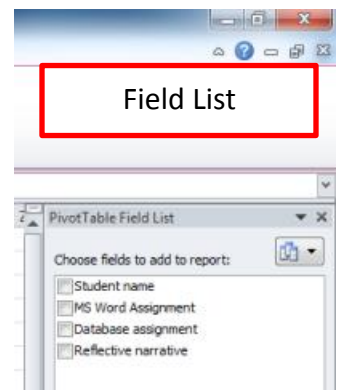 Field List
PivotTable Field List
Choose fields to add to report:
Student name
MS Word Assignment
Database assignment
Reflective narrative